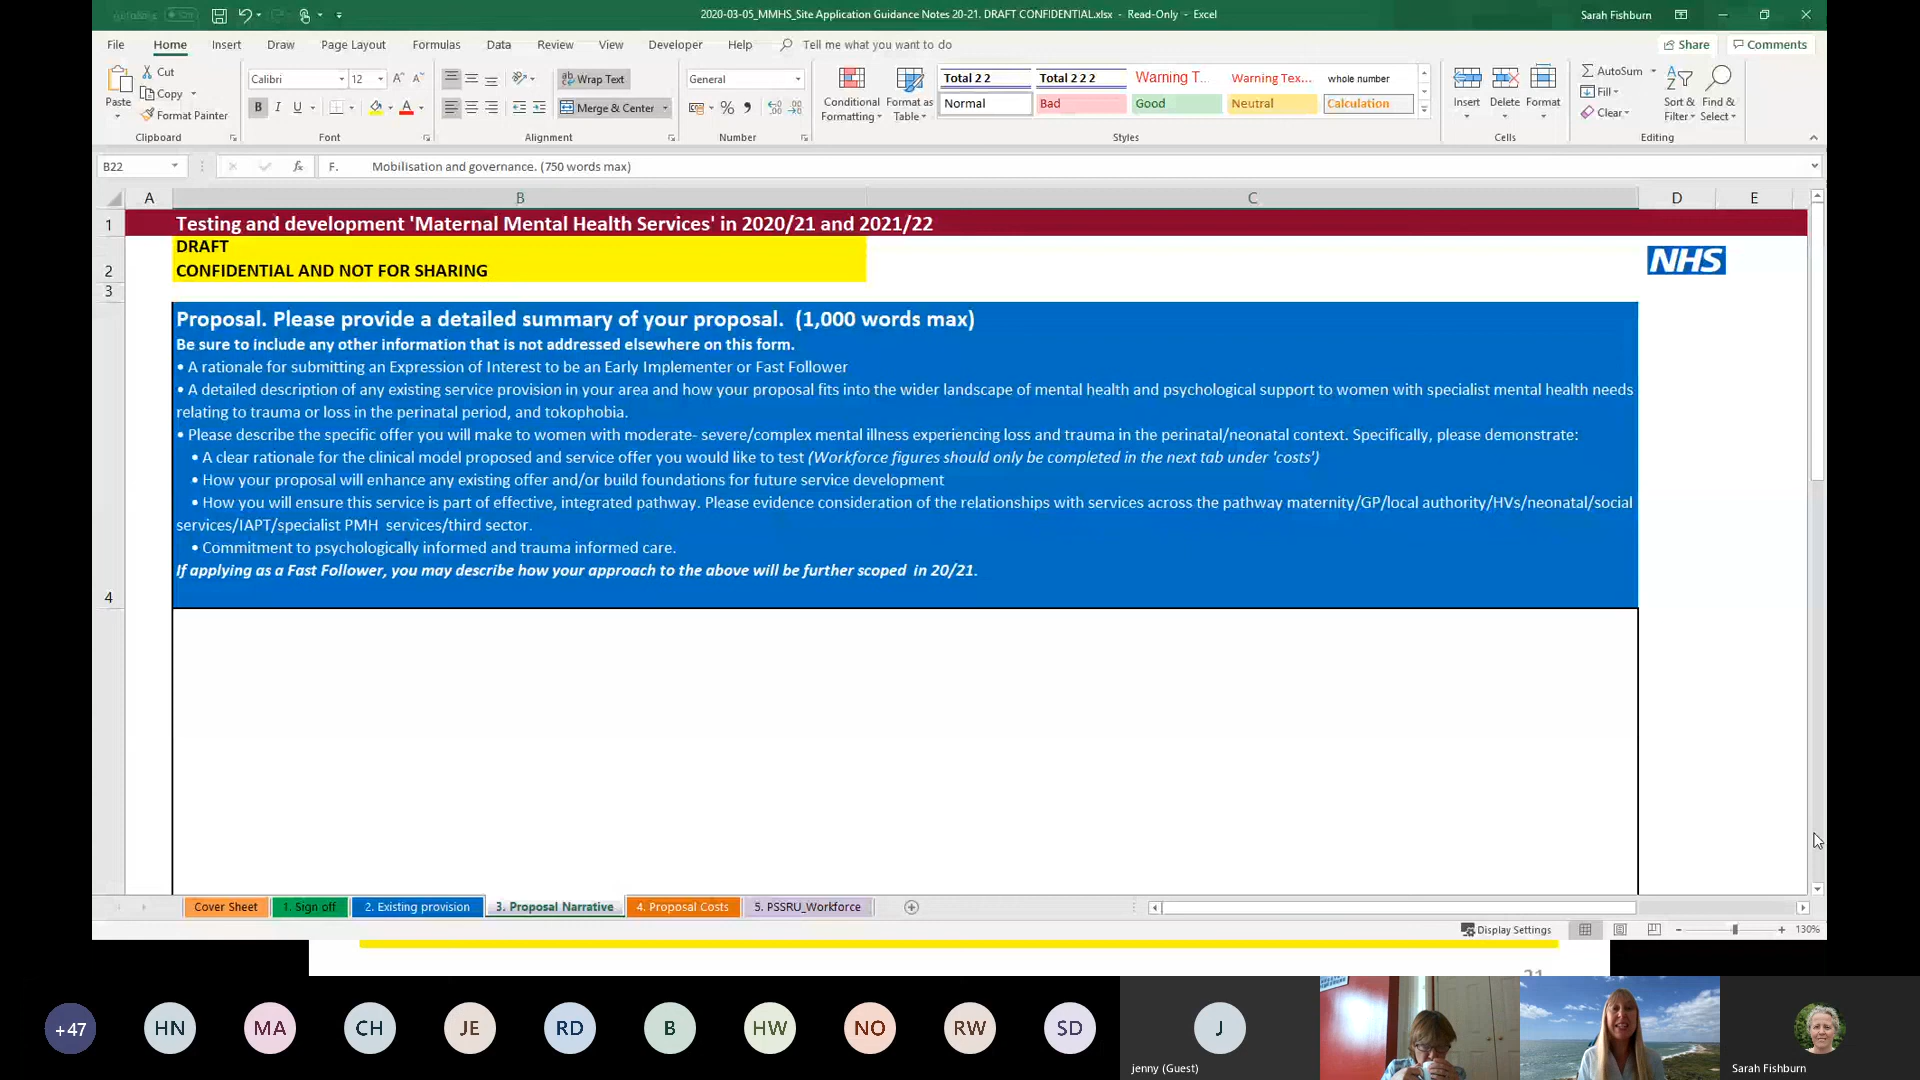 2020-03-05_MMHS_Site Application Guidance Notes 20-21. DRAFT CONFIDENTIAL.xlsx - Read-Only - Excel
Sarah Fishburn
File Home Insert Draw Page Layout Formulas Data Review View Developer Help Tell me what you want to do
Share Comments
Paste
Cut
Copy
Format Painter
Clipboard
Calibri 12
B I U
Font
Wrap Text
Merge & Center
Alignment
General
Number
Conditional Formatting
Format as Table
Total 2 2 Total 2 2 2 Warning T... Warning Tex... whole number
Normal Bad Good Neutral Calculation
Styles
Insert Delete Format
Cells
AutoSum
Fill
Clear
Sort & Filter
Find & Select
Editing
B22
fx
F. Mobilisation and governance. (750 words max)
A B C D E
1 Testing and development 'Maternal Mental Health Services' in 2020/21 and 2021/22
DRAFT
2 CONFIDENTIAL AND NOT FOR SHARING
NHS
3
Proposal. Please provide a detailed summary of your proposal. (1,000 words max)
Be sure to include any other information that is not addressed elsewhere on this form.
• A rationale for submitting an Expression of Interest to be an Early Implementer or Fast Follower
• A detailed description of any existing service provision in your area and how your proposal fits into the wider landscape of mental health and psychological support to women with specialist mental health needs
relating to trauma or loss in the perinatal period, and tokophobia.
• Please describe the specific offer you will make to women with moderate- severe/complex mental illness experiencing loss and trauma in the perinatal/neonatal context. Specifically, please demonstrate:
• A clear rationale for the clinical model proposed and service offer you would like to test (Workforce figures should only be completed in the next tab under 'costs')
• How your proposal will enhance any existing offer and/or build foundations for future service development
• How you will ensure this service is part of effective, integrated pathway. Please evidence consideration of the relationships with services across the pathway maternity/GP/local authority/HVs/neonatal/social
services/IAPT/specialist PMH services/third sector.
• Commitment to psychologically informed and trauma informed care.
If applying as a Fast Follower, you may describe how your approach to the above will be further scoped in 20/21.
4
Cover Sheet 1. Sign off 2. Existing provision 3. Proposal Narrative 4. Proposal Costs 5. PSSRU_Workforce
Display Settings
130%
+47 HN MA CH JE RD B HW NO RW SD J
jenny (Guest)
Sarah Fishburn